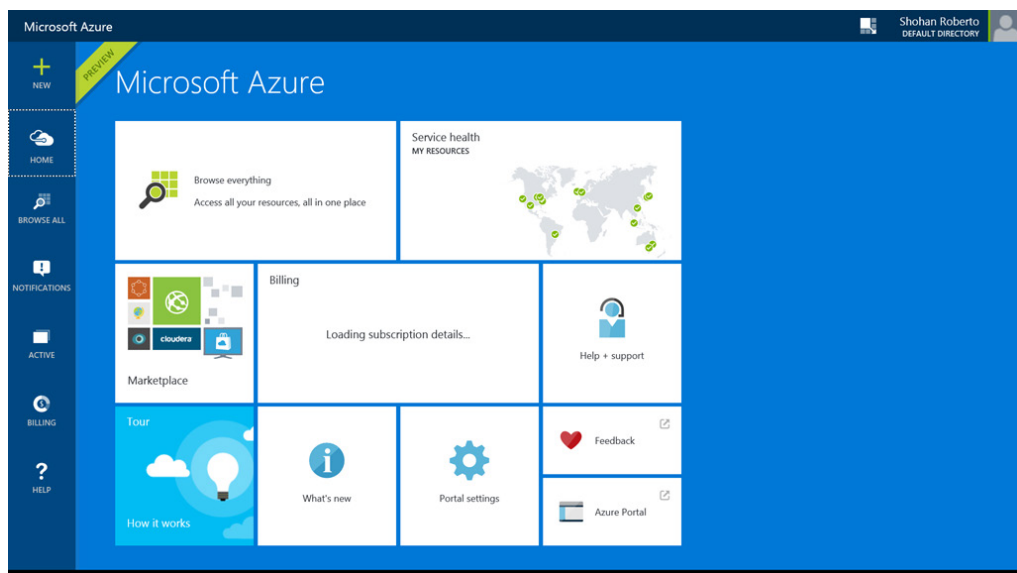 Microsoft Azure
Shohan Roberto
DEFAULT DIRECTORY
NEW
HOME
BROWSE ALL
NOTIFICATIONS
ACTIVE
BILLING
HELP
PREVIEW
Microsoft Azure
Browse everything
Access all your resources, all in one place
Service health
MY RESOURCES
cloudera
Marketplace
Billing
Loading subscription details...
Help + support
Tour
How it works
What's new
Portal settings
Feedback
Azure Portal